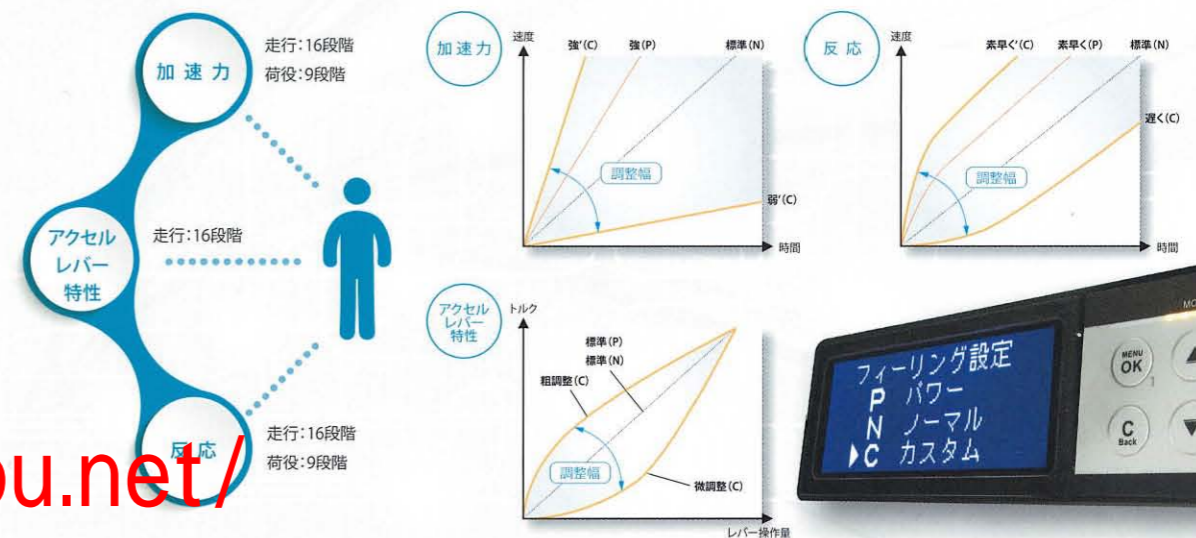 加速力
走行:16段階
荷役:9段階
アクセル
レバー
特性
走行:16段階
反応
走行:16段階
荷役:9段階
加速力
速度
強'(C)
強(P)
標準(N)
調整幅
弱'(C)
時間
反応
速度
素早く'(C)
素早く(P)
標準(N)
遅く(C)
調整幅
時間
アクセル
レバー
特性
トルク
標準(P)
標準(N)
粗調整(C)
調整幅
微調整(C)
レバー操作量
フィーリング設定
P パワー
N ノーマル
C カスタム
MENU
OK
C
Back
ou.net/